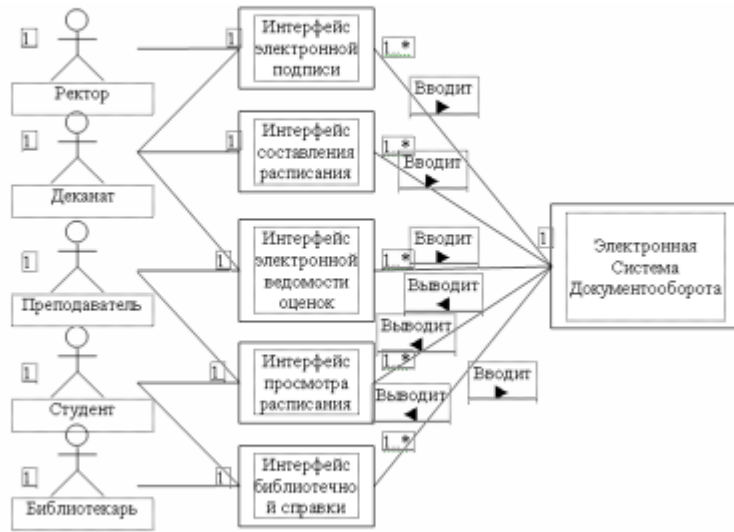 1
Ректор
1
Деканат
1
Преподаватель
1
Студент
1
Библиотекарь
1
Интерфейс
электронной
подписи
1..*
Вводит
1
Интерфейс
составления
расписания
1..*
Вводит
1
Интерфейс
электронной
ведомости
оценок
1..*
Вводит
Выводит
1
Интерфейс
просмотра
расписания
1..*
Выводит
1
Интерфейс
библиотечно
й справки
1..*
Выводит
Вводит
1
Электронная
Система
Документооборота